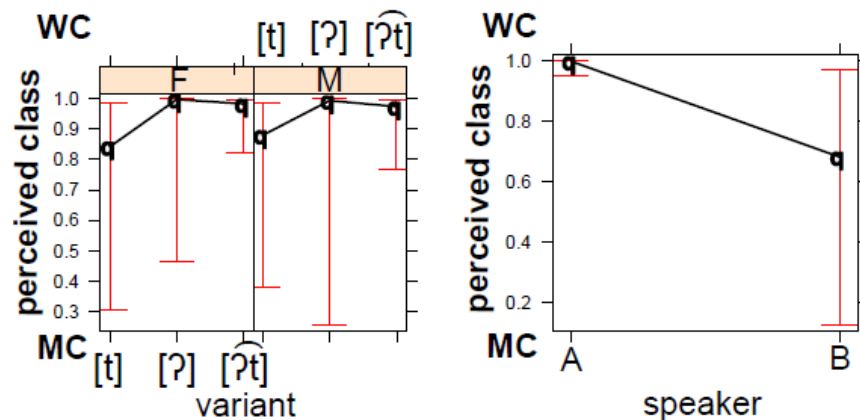 WC
[t] [ʔ] [ʔ͡t]
F M
perceived class
1.0
0.9
0.8
0.7
0.6
0.5
0.4
0.3
MC
[t] [ʔ] [ʔ͡t]
variant
WC
perceived class
1.0
0.8
0.6
0.4
0.2
MC
A B
speaker